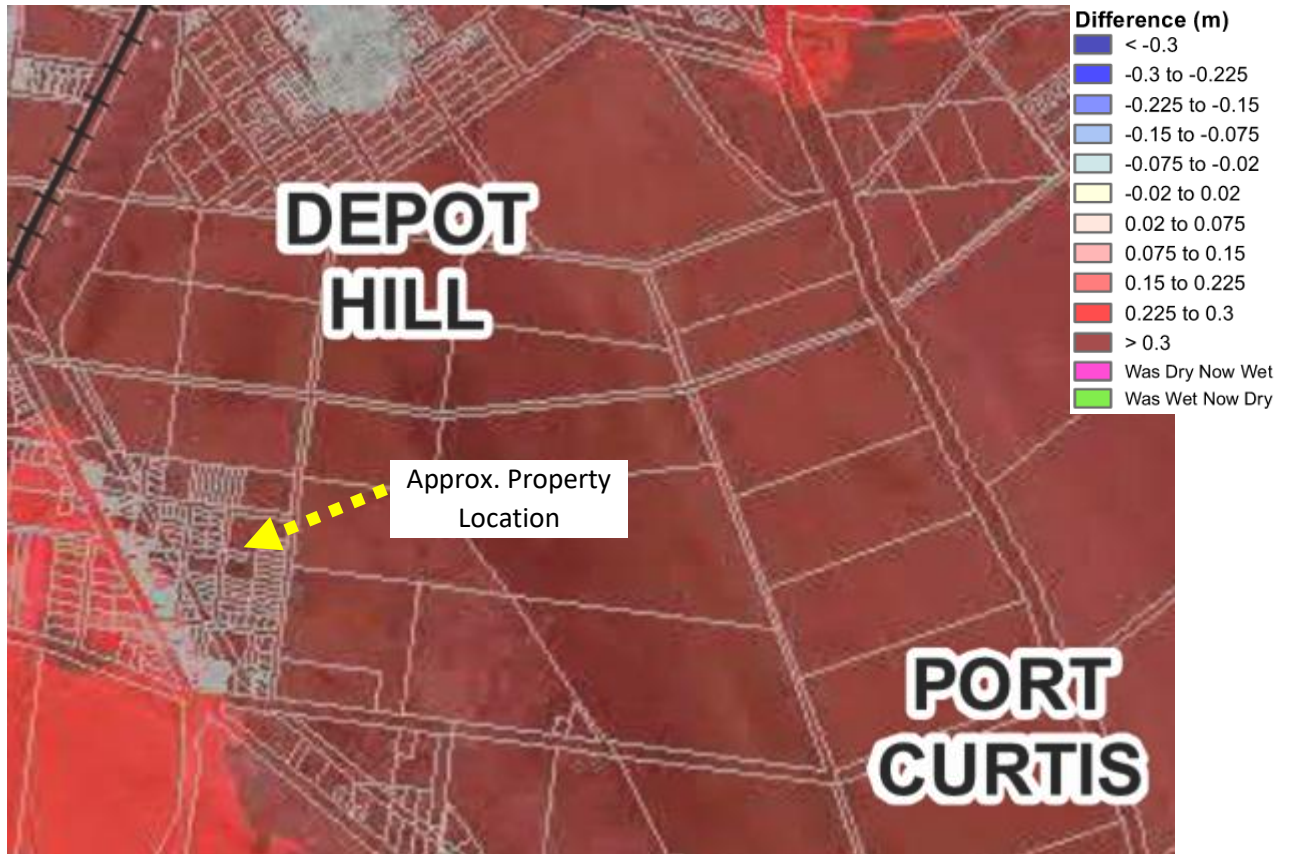 Difference (m)
< -0.3
-0.3 to -0.225
-0.225 to -0.15
-0.15 to -0.075
-0.075 to -0.02
-0.02 to 0.02
0.02 to 0.075
0.075 to 0.15
0.15 to 0.225
0.225 to 0.3
> 0.3
Was Dry Now Wet
Was Wet Now Dry
DEPOT
HILL
Approx. Property
Location
PORT
CURTIS